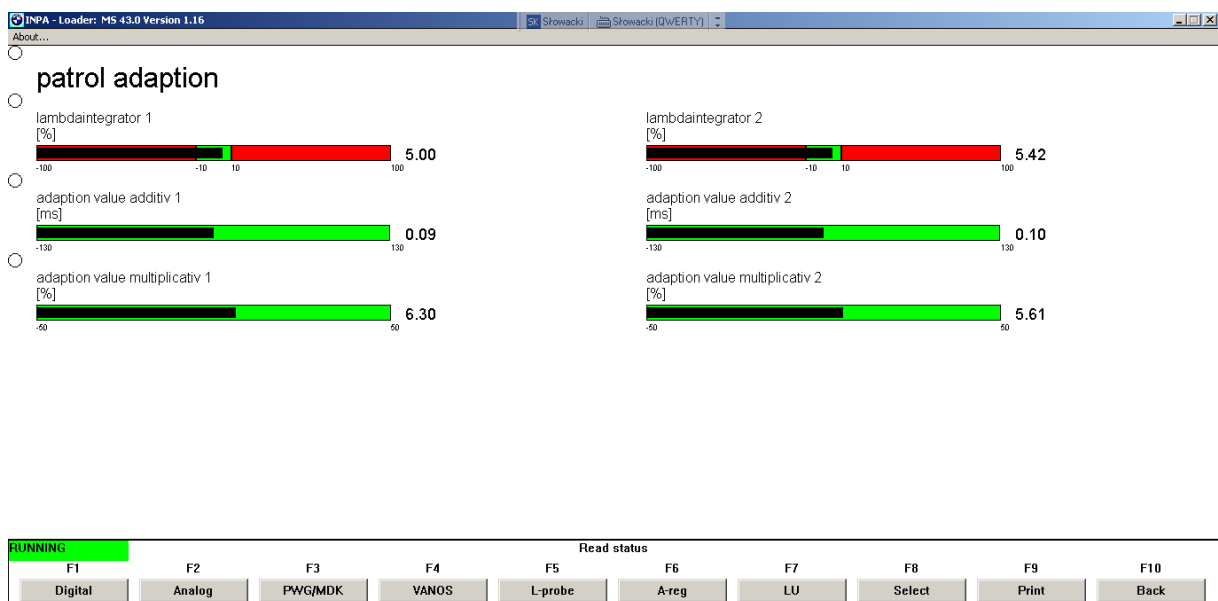 INPA - Loader: MS 43.0 Version 1.16
SK Słowacki Słowacki (QWERTY)
About...
patrol adaption
lambdaintegrator 1
[%]
5.00
-100 -10 10 100
lambdaintegrator 2
[%]
5.42
-100 -10 10 100
adaption value additiv 1
[ms]
0.09
-130 130
adaption value additiv 2
[ms]
0.10
-130 130
adaption value multiplicativ 1
[%]
6.30
-50 50
adaption value multiplicativ 2
[%]
5.61
-50 50
RUNNING Read status
F1 F2 F3 F4 F5 F6 F7 F8 F9 F10
Digital Analog PWG/MDK VANOS L-probe A-reg LU Select Print Back